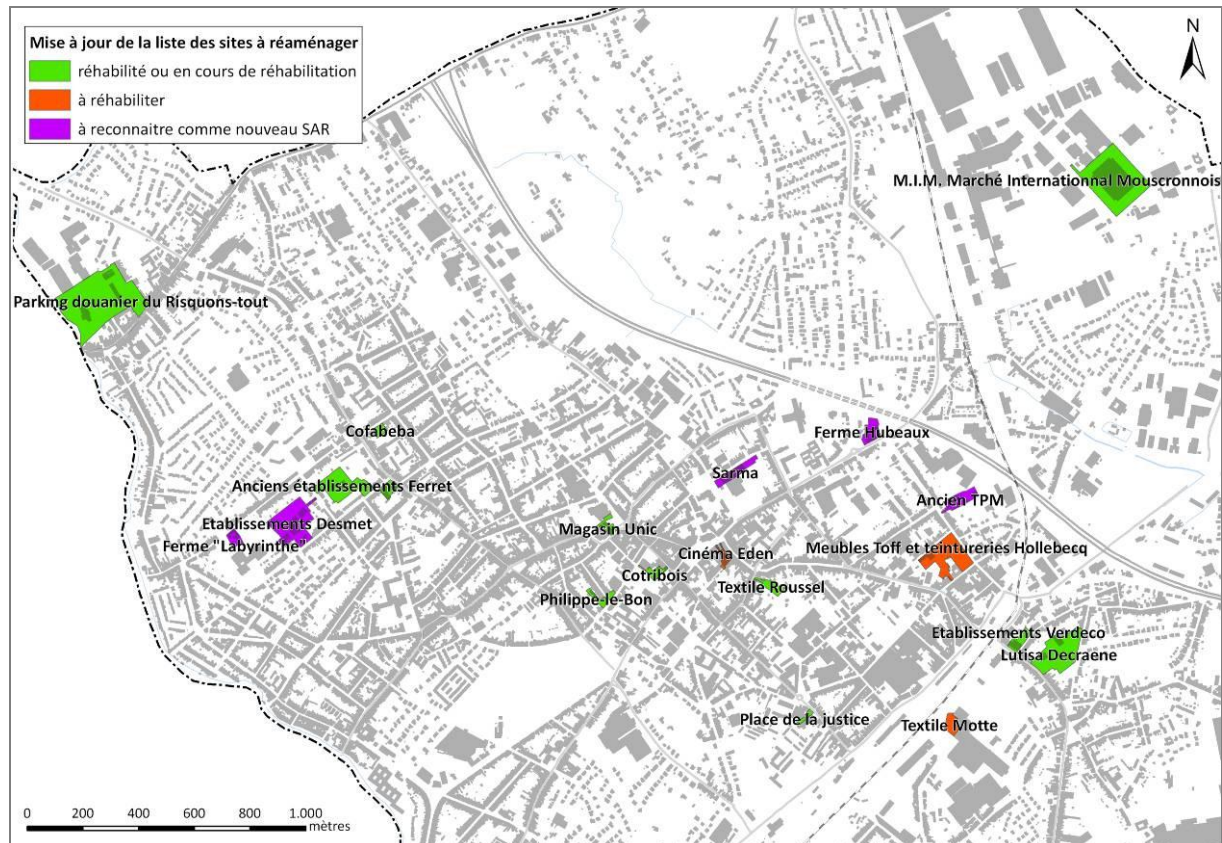 Mise à jour de la liste des sites à réaménager
réhabilité ou en cours de réhabilitation
à réhabiliter
à reconnaitre comme nouveau SAR
N
M.I.M. Marché Internationnal Mouscronnois
Parking douanier du Risquons-tout
Cofabeba
Ferme Hubeaux
Sarma
Anciens établissements Ferret
Ancien TPM
Etablissements Desmet
Magasin Unic
Ferme "Labyrinthe"
Cinéma Eden
Meubles Toff et teintureries Hollebecq
Cotribois
Textile Roussel
Philippe-le-Bon
Etablissements Verdeco
Lutisa Decraene
Place de la justice
Textile Motte
0 200 400 600 800 1.000
mètres